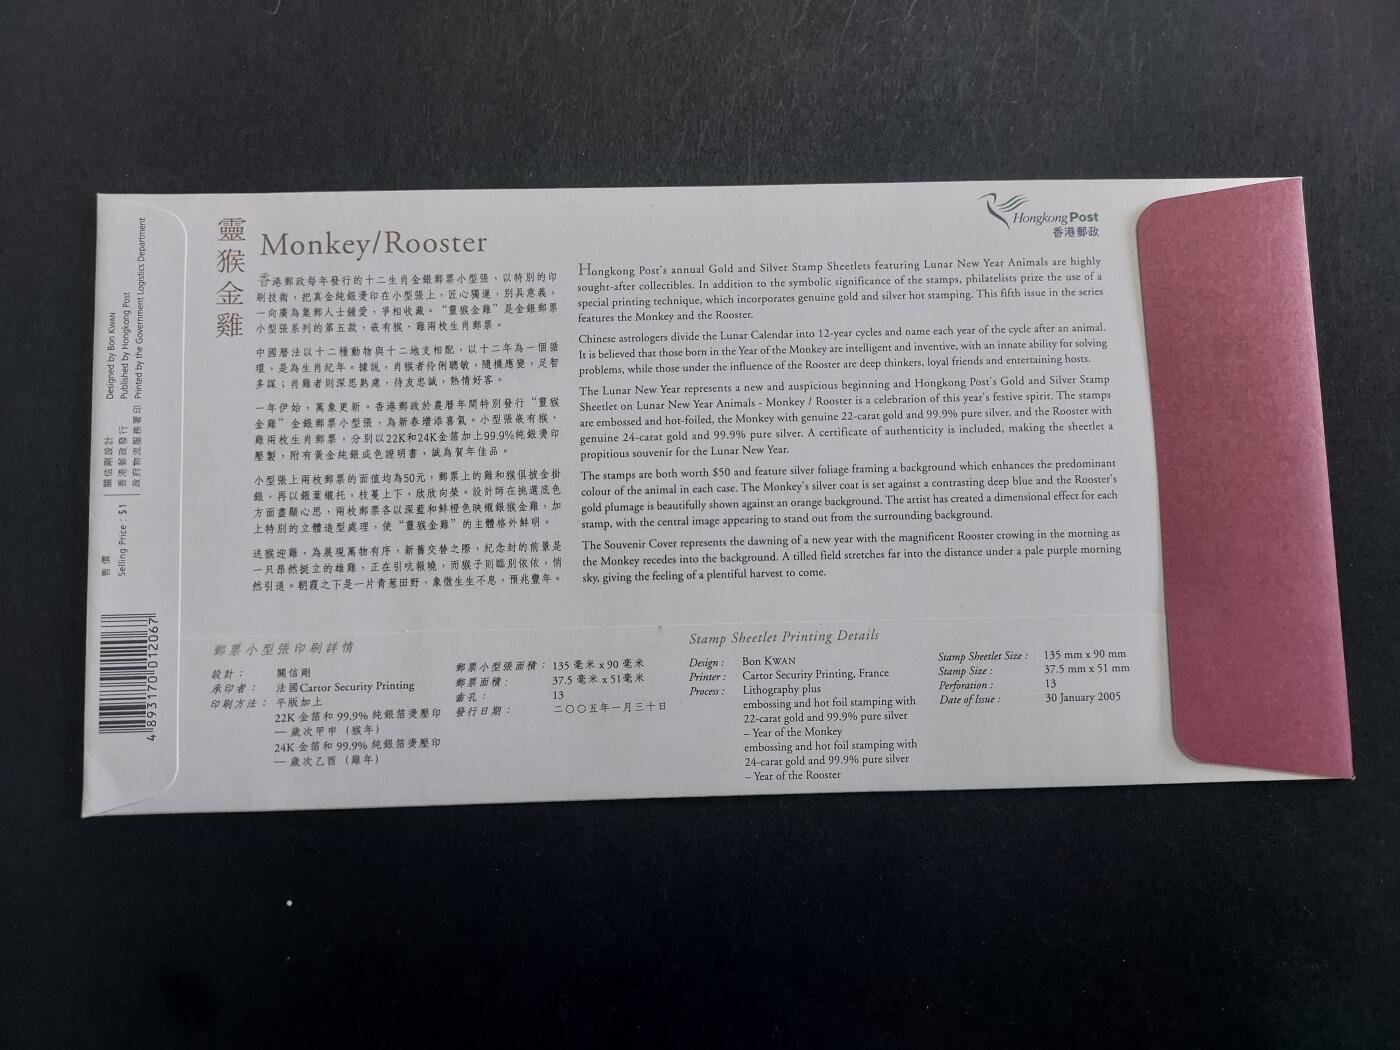 靈猴金雞
Monkey/Rooster
HongkongPost
香港郵政
香港郵政每年發行的十二生肖金銀郵票小型張，以特別的印
刷技術，把真金純銀燙印在小型張上，匠心獨運，別具意義，
一向廣為集郵人士鍾愛，爭相收藏。“靈猴金雞”是金銀郵票
小型張系列的第五款，嵌有猴、雞兩枚生肖郵票。
中國曆法以十二種動物與十二地支相配，以十二年為一個循
環，是為生肖紀年。據說，肖猴者伶俐聰敏，隨機應變，足智
多謀；肖雞者則深思熟慮，待友忠誠，熱情好客。
一年伊始，萬象更新。香港郵政於農曆年間特別發行“靈猴
金雞”金銀郵票小型張，為新春增添喜氣。小型張嵌有猴、
雞兩枚生肖郵票，分別以22K和24K金箔加上99.9%純銀燙印
壓製，附有黃金純銀成色證明書，誠為賀年佳品。
小型張上兩枚郵票的面值均為50元，郵票上的雞和猴俱披金掛
銀，再以銀葉襯托，枝蔓上下，欣欣向榮。設計師在挑選底色
方面盡顯心思，兩枚郵票各以深藍和鮮橙色映襯銀猴金雞，加
上特別的立體造型處理，使“靈猴金雞”的主體格外鮮明。
送猴迎雞，為展現萬物有序，新舊交替之際，紀念封的前景是
一只昂然挺立的雄雞，正在引吭報曉，而猴子則臨別依依，悄
然引退。朝霞之下是一片青葱田野，象徵生生不息，預兆豐年。
Hongkong Post's annual Gold and Silver Stamp Sheetlets featuring Lunar New Year Animals are highly
sought-after collectibles. In addition to the symbolic significance of the stamps, philatelists prize the use of a
special printing technique, which incorporates genuine gold and silver hot stamping. This fifth issue in the series
features the Monkey and the Rooster.
Chinese astrologers divide the Lunar Calendar into 12-year cycles and name each year of the cycle after an animal.
It is believed that those born in the Year of the Monkey are intelligent and inventive, with an innate ability for solving
problems, while those under the influence of the Rooster are deep thinkers, loyal friends and entertaining hosts.
The Lunar New Year represents a new and auspicious beginning and Hongkong Post's Gold and Silver Stamp
Sheetlet on Lunar New Year Animals - Monkey / Rooster is a celebration of this year's festive spirit. The stamps
are embossed and hot-foiled, the Monkey with genuine 22-carat gold and 99.9% pure silver, and the Rooster with
genuine 24-carat gold and 99.9% pure silver. A certificate of authenticity is included, making the sheetlet a
propitious souvenir for the Lunar New Year.
The stamps are both worth $50 and feature silver foliage framing a background which enhances the predominant
colour of the animal in each case. The Monkey's silver coat is set against a contrasting deep blue and the Rooster's
gold plumage is beautifully shown against an orange background. The artist has created a dimensional effect for each
stamp, with the central image appearing to stand out from the surrounding background.
The Souvenir Cover represents the dawning of a new year with the magnificent Rooster crowing in the morning as
the Monkey recedes into the background. A tilled field stretches far into the distance under a pale purple morning
sky, giving the feeling of a plentiful harvest to come.
郵票小型張印刷詳情
設計： 關信剛
承印者： 法國Cartor Security Printing
印刷方法： 平版加上
22K 金箔和 99.9% 純銀箔燙壓印
— 歲次甲申（猴年）
24K 金箔和 99.9% 純銀箔燙壓印
— 歲次乙酉（雞年）
郵票小型張面積： 135 毫米 x 90 毫米
郵票面積： 37.5 毫米 x 51毫米
齒孔： 13
發行日期： 二〇〇五年一月三十日
Stamp Sheetlet Printing Details
Design : Bon KWAN
Printer : Cartor Security Printing, France
Process : Lithography plus
embossing and hot foil stamping with
22-carat gold and 99.9% pure silver
– Year of the Monkey
embossing and hot foil stamping with
24-carat gold and 99.9% pure silver
– Year of the Rooster
Stamp Sheetlet Size : 135 mm x 90 mm
Stamp Size : 37.5 mm x 51 mm
Perforation : 13
Date of Issue : 30 January 2005
售價
Selling Price : $1
關信剛設計
香港郵政發行
政府物流服務署印
Designed by Bon KWAN
Published by Hongkong Post
Printed by the Government Logistics Department
4 893170 012067